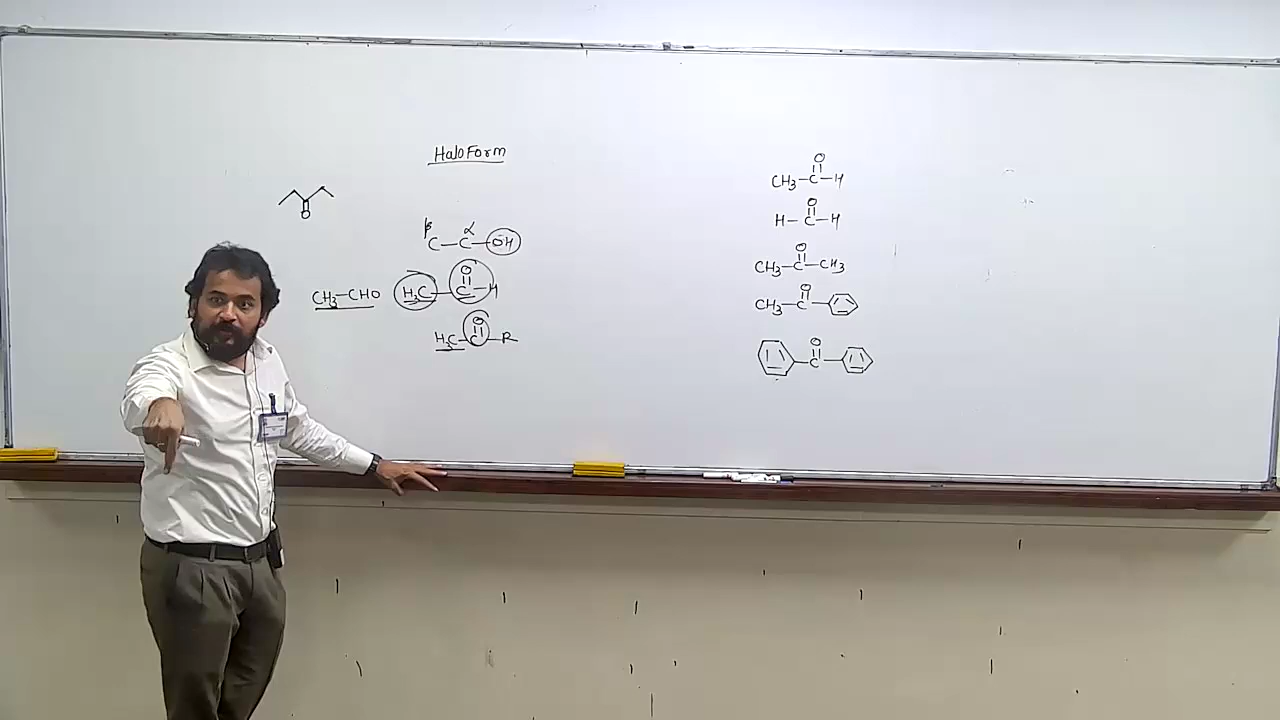 HaloForm
O
β α
C-C-OH
CH₃-CHO
O
H₃C-C-H
O
H₃C-C-R
O
CH₃-C-H
O
H-C-H
O
CH₃-C-CH₃
O
CH₃-C-
O
C